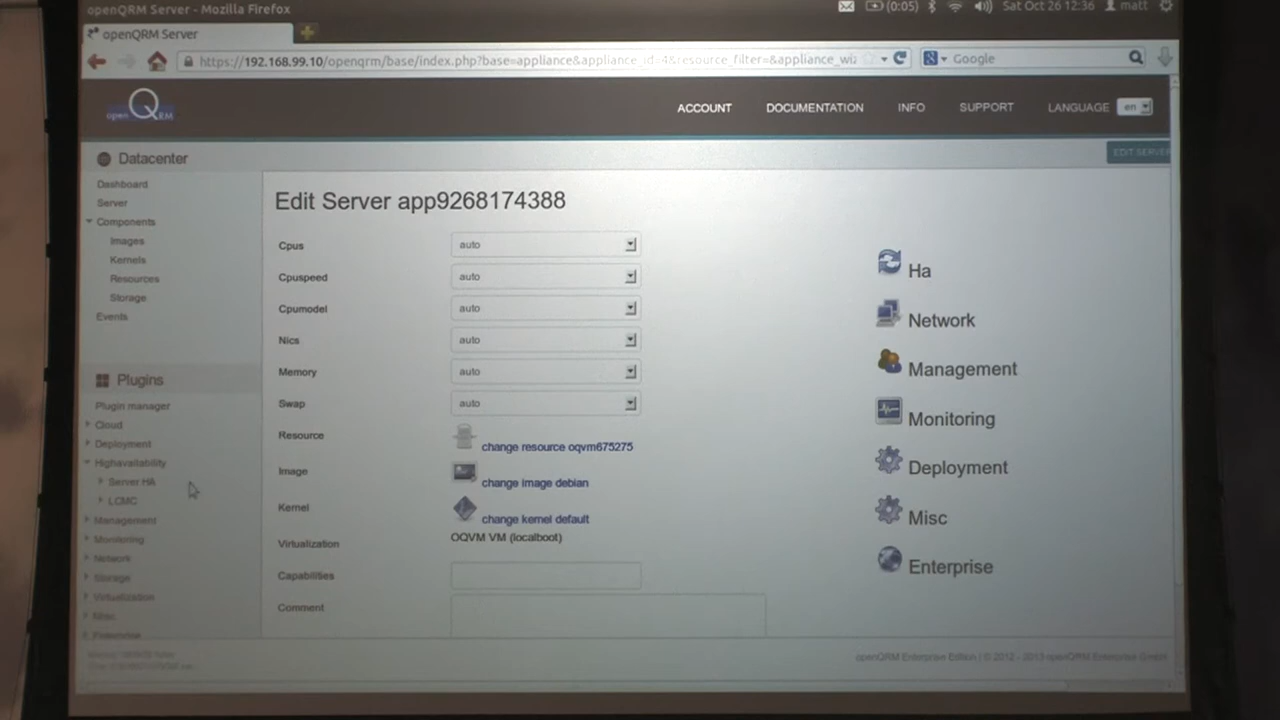 openQRM Server - Mozilla Firefox
(0:05) Sat Oct 26 12:36 matt
openQRM Server
https://192.168.99.10/openqrm/base/index.php?base=appliance&appliance_id=4&resource_filter=&appliance_wiz
Google
openQRM
ACCOUNT DOCUMENTATION INFO SUPPORT LANGUAGE en
Datacenter
EDIT SERVER
Dashboard
Server
Components
Images
Kernels
Resources
Storage
Events
Plugins
Plugin manager
Cloud
Deployment
Highavailability
Server HA
LCMC
Management
Monitoring
Network
Storage
Virtualization
Misc
Enterprise
Edit Server app9268174388
Cpus auto
Cpuspeed auto
Cpumodel auto
Nics auto
Memory auto
Swap auto
Resource change resource oqvm675275
Image change image debian
Kernel change kernel default
Virtualization OQVM VM (localboot)
Capabilities
Comment
Ha
Network
Management
Monitoring
Deployment
Misc
Enterprise
openQRM Enterprise Edition / © 2012 - 2013 openQRM Enterprise GmbH